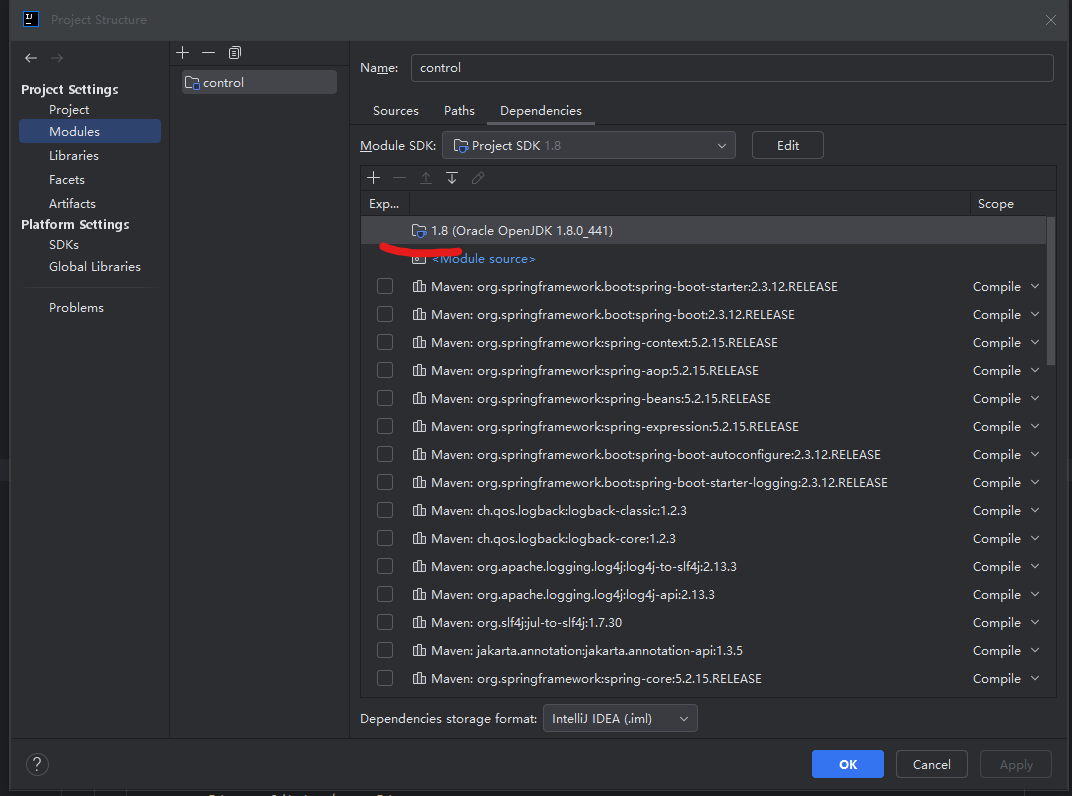 Project Structure
Project Settings
Project
Modules
Libraries
Facets
Artifacts
Platform Settings
SDKs
Global Libraries
Problems
control
Name: control
Sources Paths Dependencies
Module SDK: Project SDK 1.8 Edit
Exp... Scope
1.8 (Oracle OpenJDK 1.8.0_441)
<Module source>
Maven: org.springframework.boot:spring-boot-starter:2.3.12.RELEASE Compile
Maven: org.springframework.boot:spring-boot:2.3.12.RELEASE Compile
Maven: org.springframework:spring-context:5.2.15.RELEASE Compile
Maven: org.springframework:spring-aop:5.2.15.RELEASE Compile
Maven: org.springframework:spring-beans:5.2.15.RELEASE Compile
Maven: org.springframework:spring-expression:5.2.15.RELEASE Compile
Maven: org.springframework.boot:spring-boot-autoconfigure:2.3.12.RELEASE Compile
Maven: org.springframework.boot:spring-boot-starter-logging:2.3.12.RELEASE Compile
Maven: ch.qos.logback:logback-classic:1.2.3 Compile
Maven: ch.qos.logback:logback-core:1.2.3 Compile
Maven: org.apache.logging.log4j:log4j-to-slf4j:2.13.3 Compile
Maven: org.apache.logging.log4j:log4j-api:2.13.3 Compile
Maven: org.slf4j:jul-to-slf4j:1.7.30 Compile
Maven: jakarta.annotation:jakarta.annotation-api:1.3.5 Compile
Maven: org.springframework:spring-core:5.2.15.RELEASE Compile
Dependencies storage format: IntelliJ IDEA (.iml)
? OK Cancel Apply